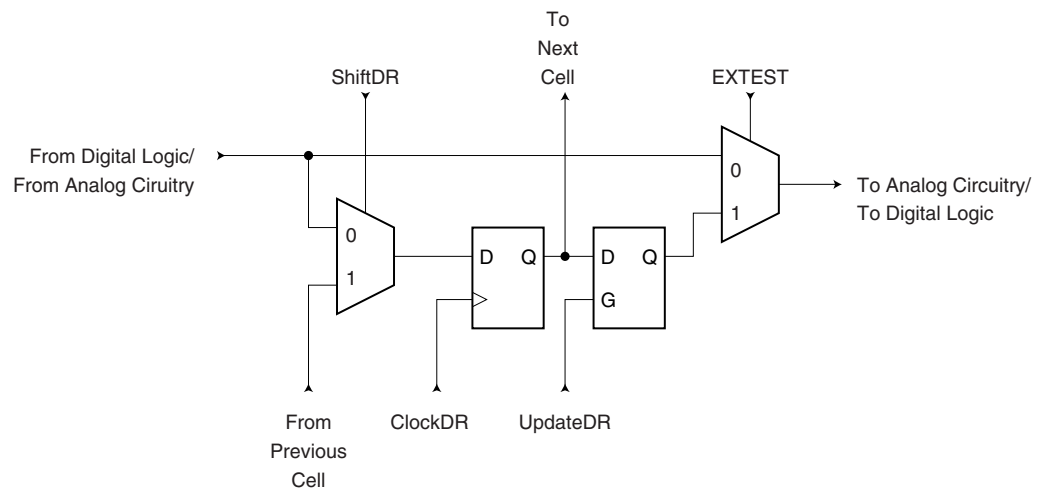 To
Next
Cell
ShiftDR
EXTEST
From Digital Logic/
From Analog Ciruitry
0
1
To Analog Circuitry/
To Digital Logic
0
1
D Q
D Q
G
From
Previous
Cell
ClockDR
UpdateDR